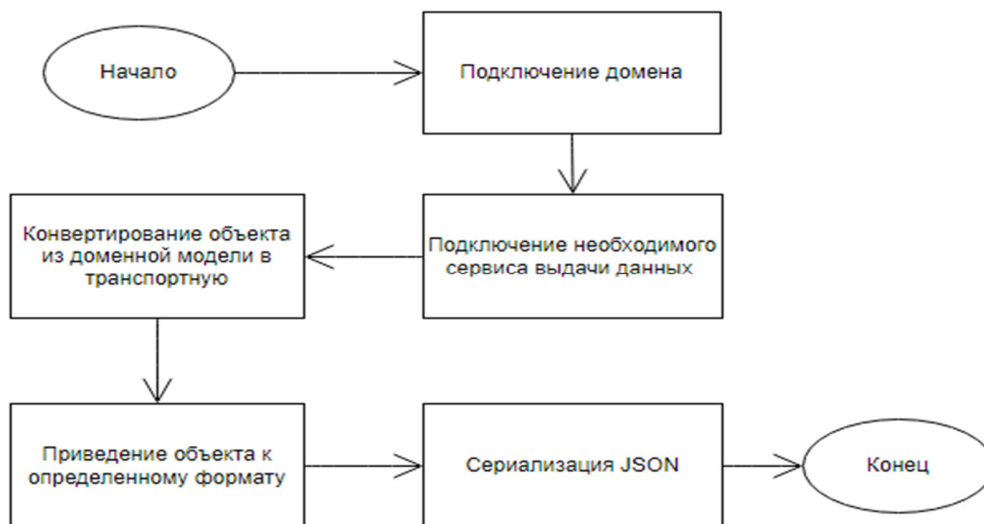 Начало
Подключение домена
Подключение необходимого
сервиса выдачи данных
Конвертирование объекта
из доменной модели в
транспортную
Приведение объекта к
определенному формату
Сериализация JSON
Конец